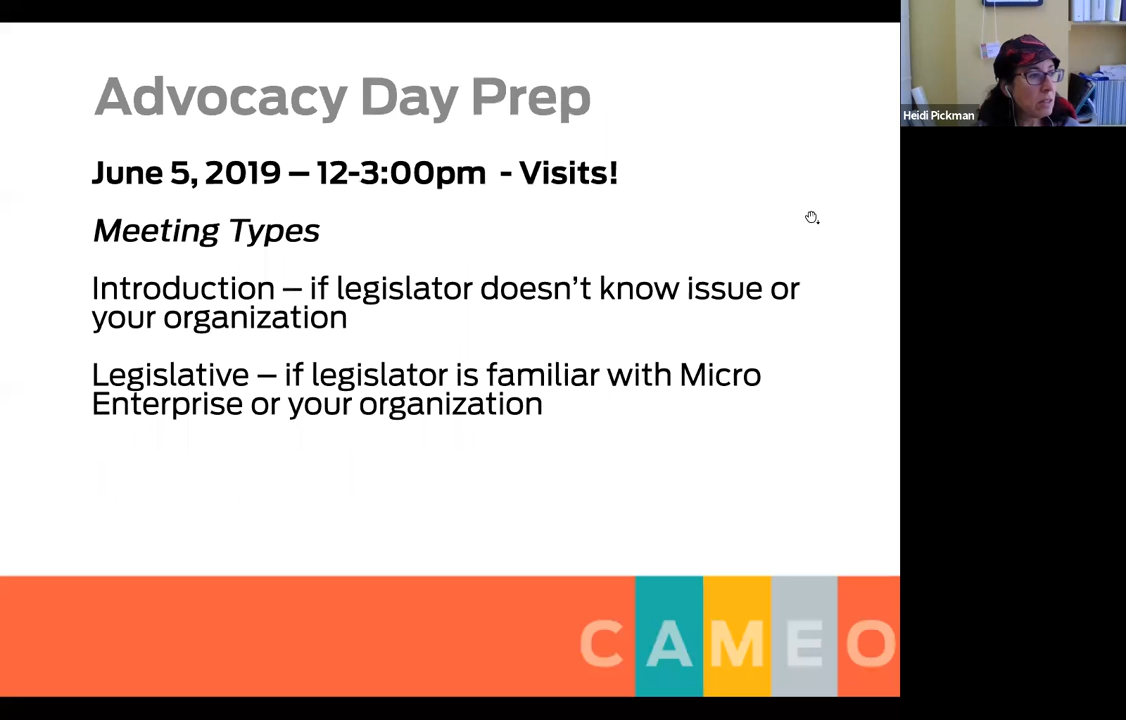 Advocacy Day Prep
June 5, 2019 – 12-3:00pm - Visits!
Meeting Types
Introduction – if legislator doesn't know issue or
your organization
Legislative – if legislator is familiar with Micro
Enterprise or your organization
CAMEO
Heidi Pickman